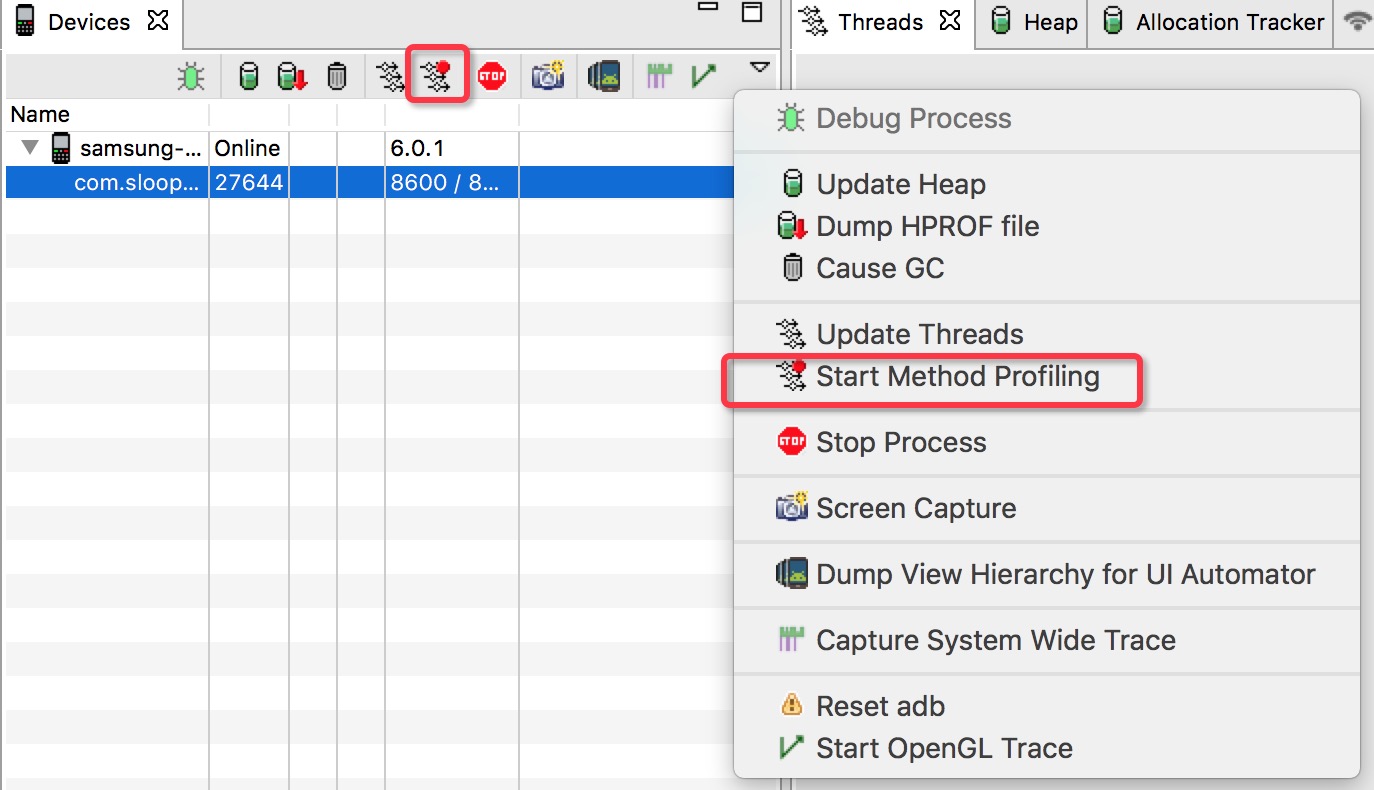 Devices
Threads
Heap
Allocation Tracker
STOP
Name
samsung-... Online 6.0.1
com.sloop... 27644 8600 / 8...
Debug Process
Update Heap
Dump HPROF file
Cause GC
Update Threads
Start Method Profiling
STOP Stop Process
Screen Capture
Dump View Hierarchy for UI Automator
Capture System Wide Trace
Reset adb
Start OpenGL Trace